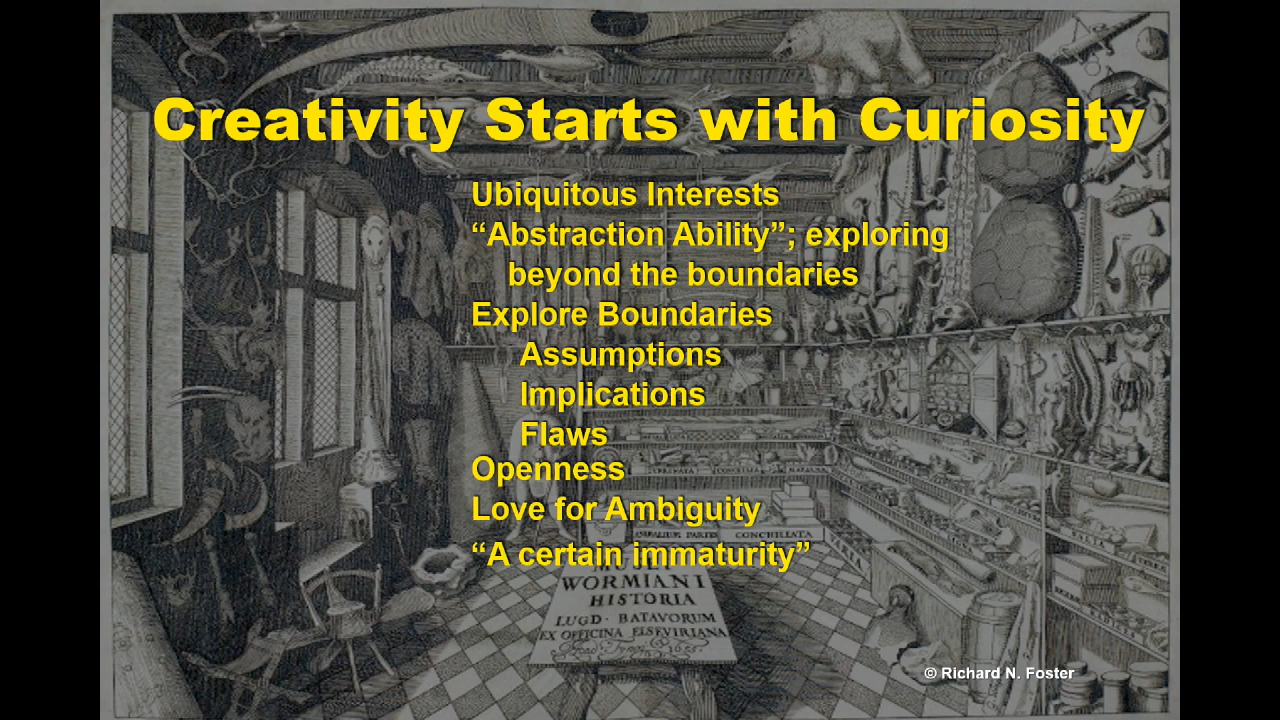 Creativity Starts with Curiosity
Ubiquitous Interests
“Abstraction Ability”; exploring
beyond the boundaries
Explore Boundaries
Assumptions
Implications
Flaws
Openness
Love for Ambiguity
“A certain immaturity”
CONCHILIATA
WORMIANI
HISTORIA
LUGD· BATAVORUM
EX OFFICINA ELSEVIRIANA
© Richard N. Foster